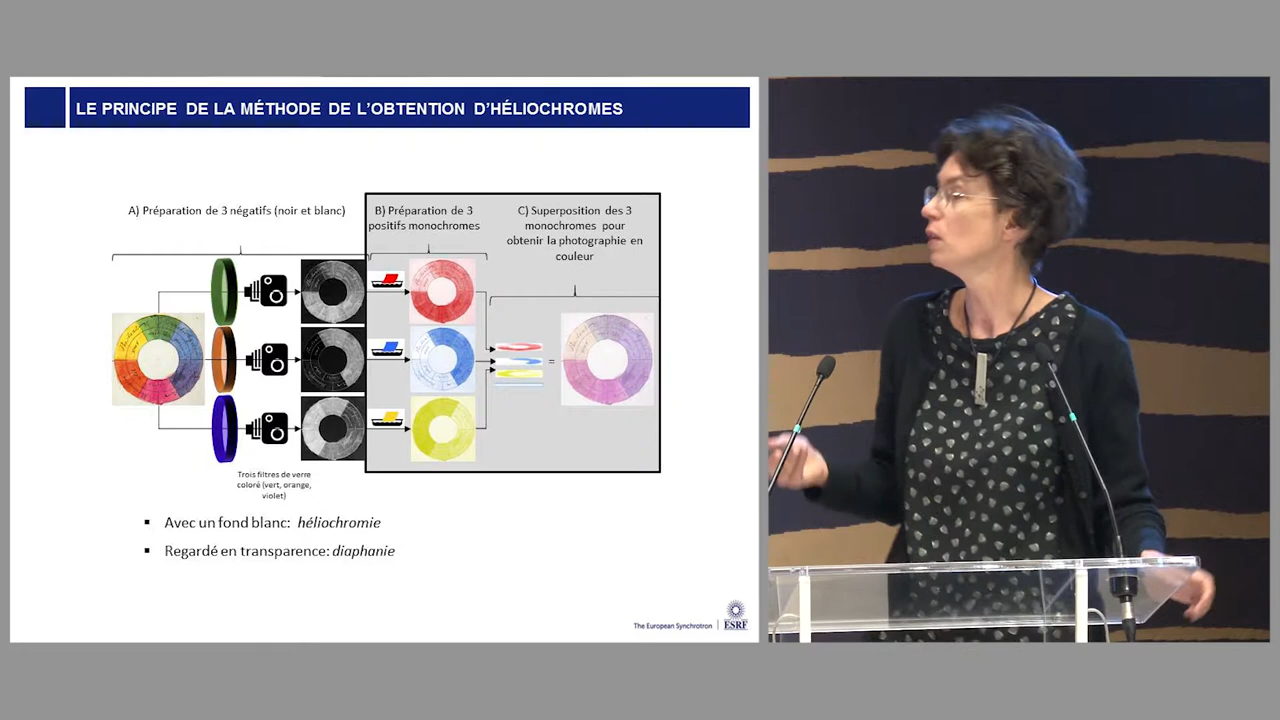 LE PRINCIPE DE LA MÉTHODE DE L'OBTENTION D'HÉLIOCHROMES
A) Préparation de 3 négatifs (noir et blanc)
B) Préparation de 3
positifs monochromes
C) Superposition des 3
monochromes pour
obtenir la photographie en
couleur
=
Trois filtres de verre
coloré (vert, orange,
violet)
▪ Avec un fond blanc: héliochromie
▪ Regardé en transparence: diaphanie
The European Synchrotron | ESRF